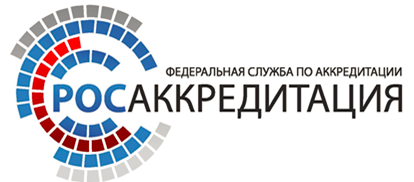 ФЕДЕРАЛЬНАЯ СЛУЖБА ПО АККРЕДИТАЦИИ
РОСАККРЕДИТАЦИЯ